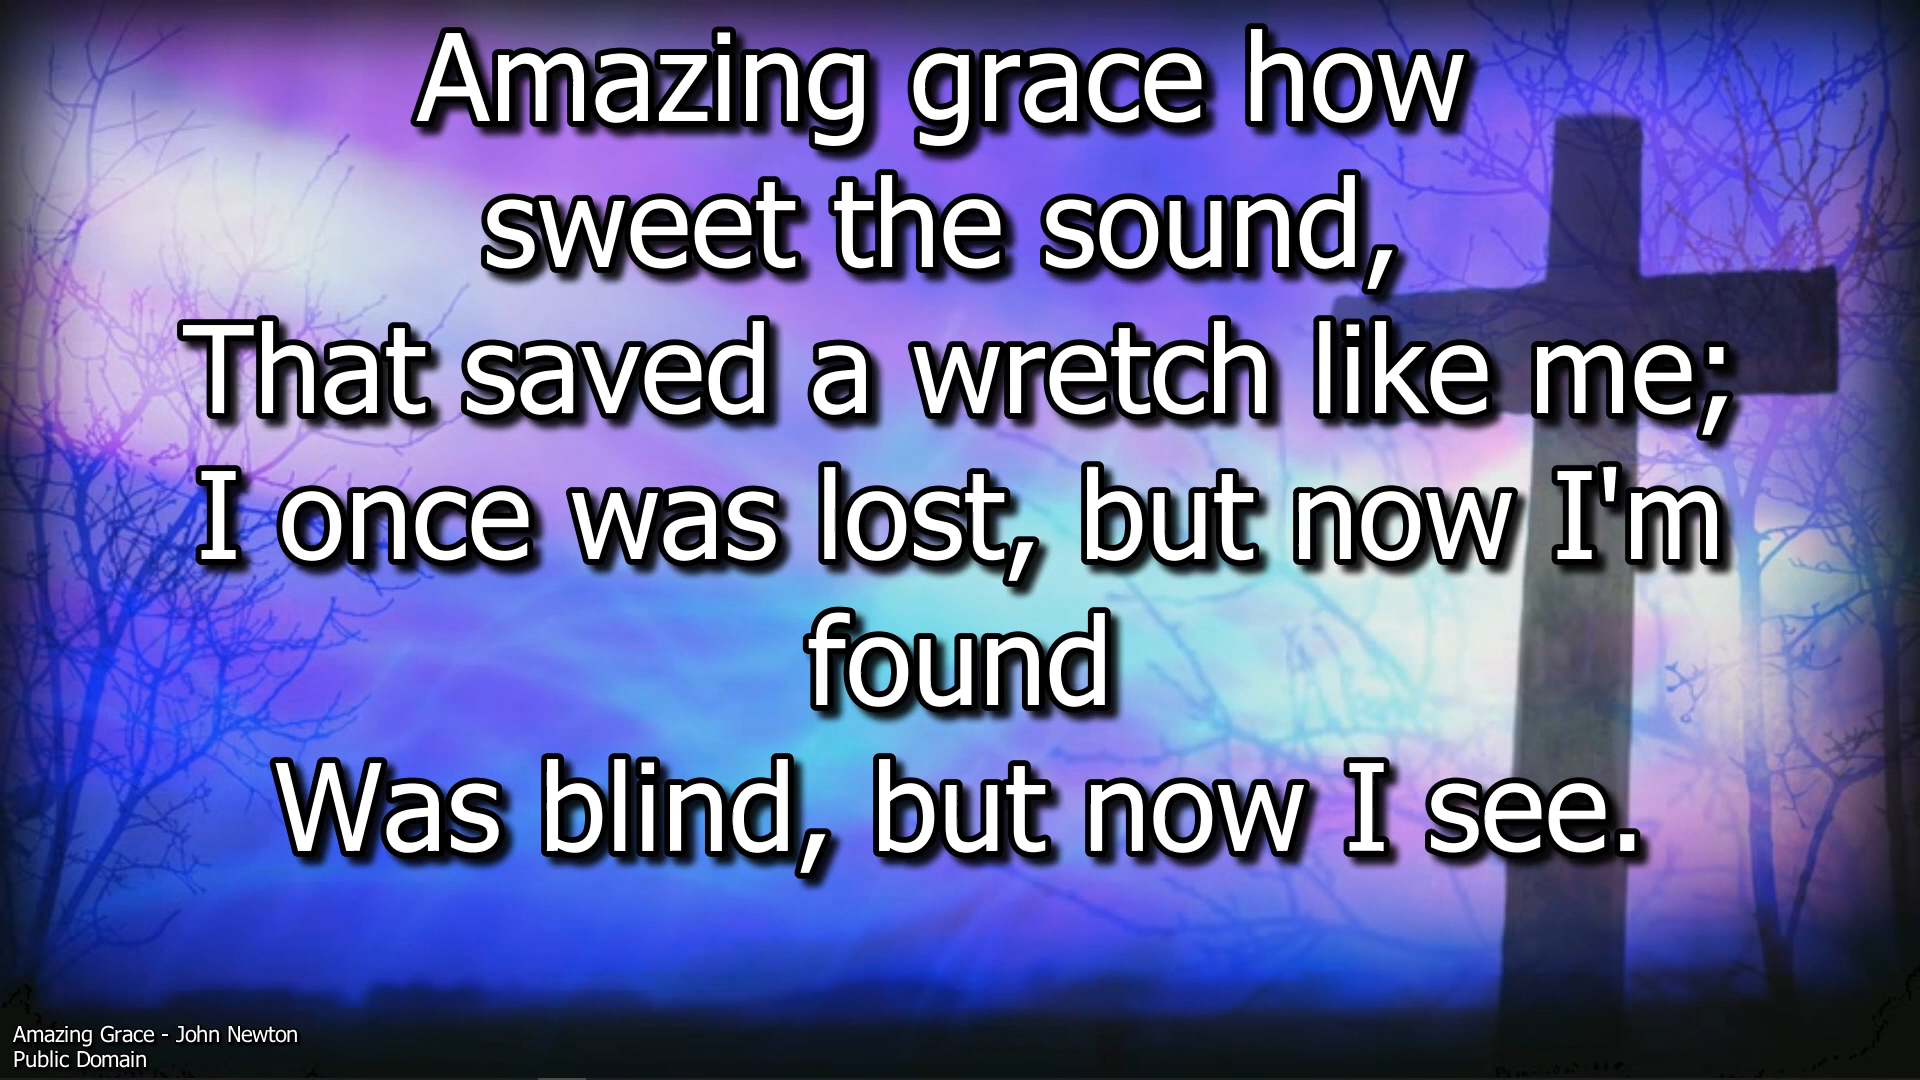 Amazing grace how
sweet the sound,
That saved a wretch like me;
I once was lost, but now I'm
found
Was blind, but now I see.
Amazing Grace - John Newton
Public Domain